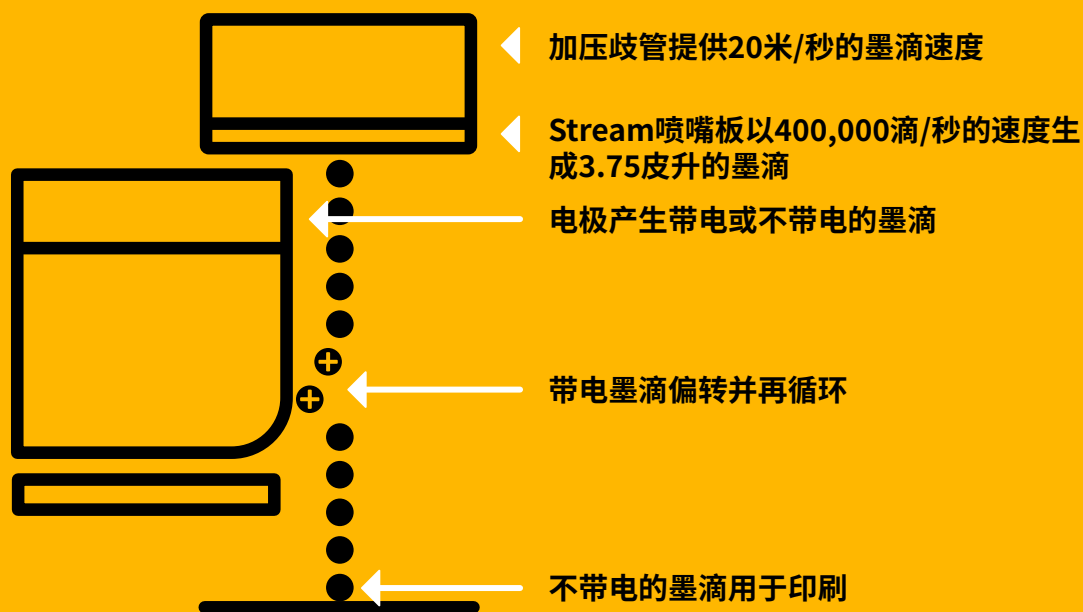 加压歧管提供20米/秒的墨滴速度
Stream喷嘴板以400,000滴/秒的速度生
成3.75皮升的墨滴
电极产生带电或不带电的墨滴
带电墨滴偏转并再循环
不带电的墨滴用于印刷